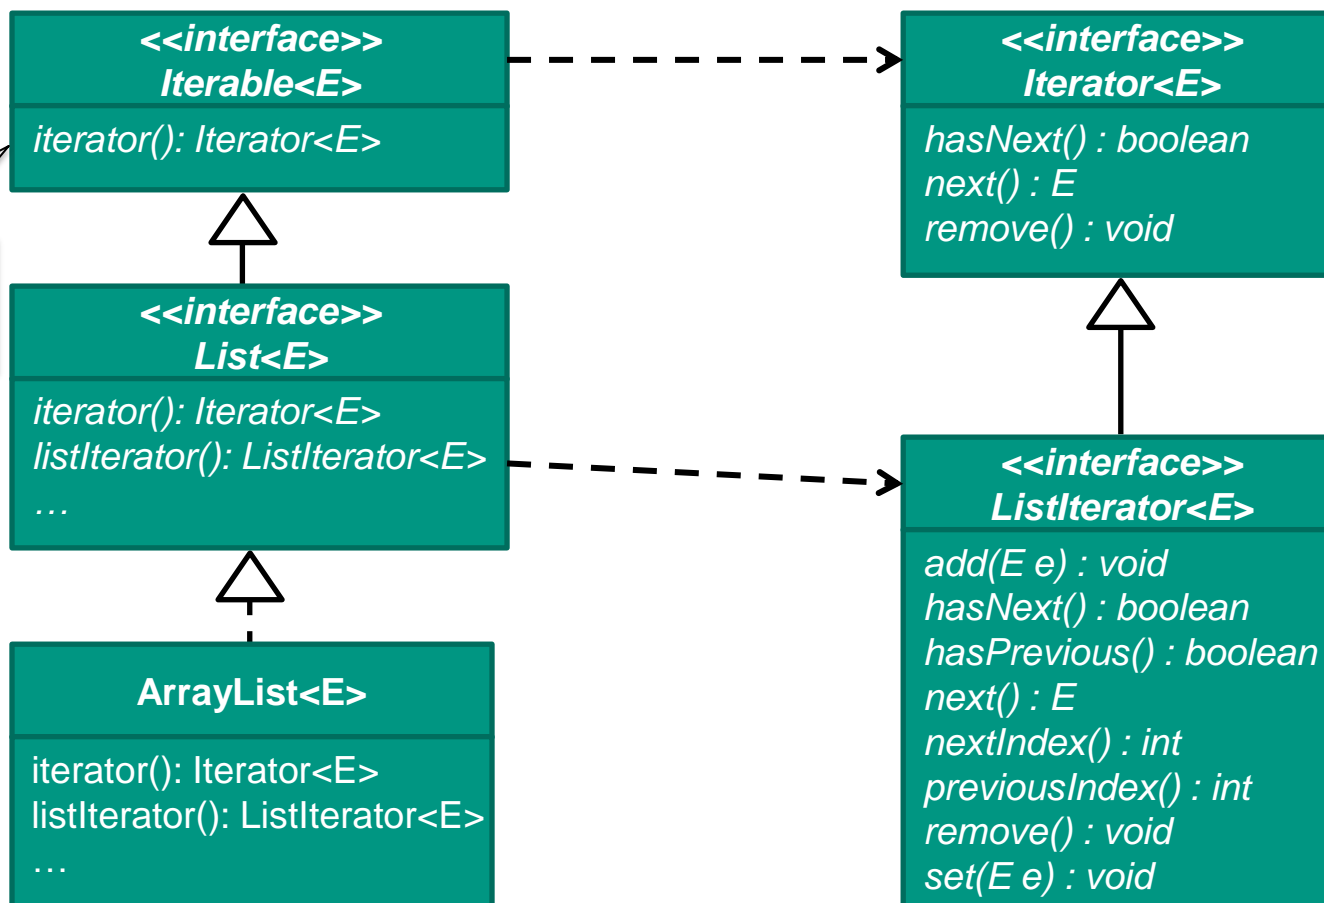 <<interface>>
Iterable<E>
iterator(): Iterator<E>
<<interface>>
List<E>
iterator(): Iterator<E>
listIterator(): ListIterator<E>
…
ArrayList<E>
iterator(): Iterator<E>
listIterator(): ListIterator<E>
…
<<interface>>
Iterator<E>
hasNext() : boolean
next() : E
remove() : void
<<interface>>
ListIterator<E>
add(E e) : void
hasNext() : boolean
hasPrevious() : boolean
next() : E
nextIndex() : int
previousIndex() : int
remove() : void
set(E e) : void